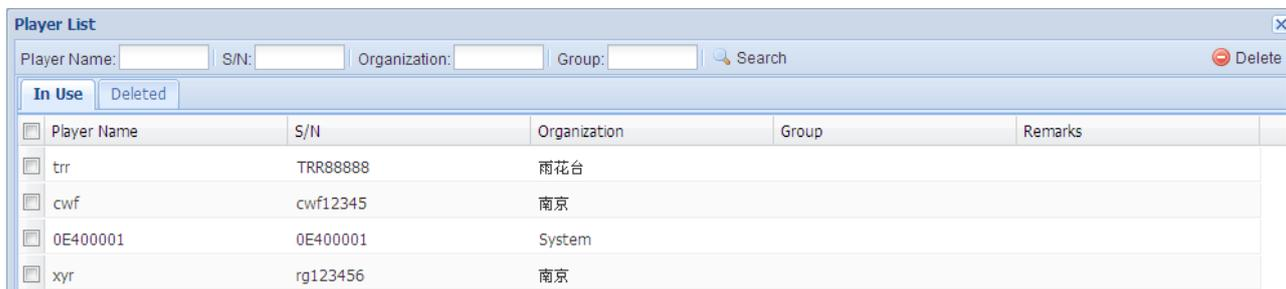 Player List
Player Name: S/N: Organization: Group: Search Delete
In Use Deleted
Player Name S/N Organization Group Remarks
trr TRR88888 雨花台
cwf cwf12345 南京
0E400001 0E400001 System
xyr rg123456 南京